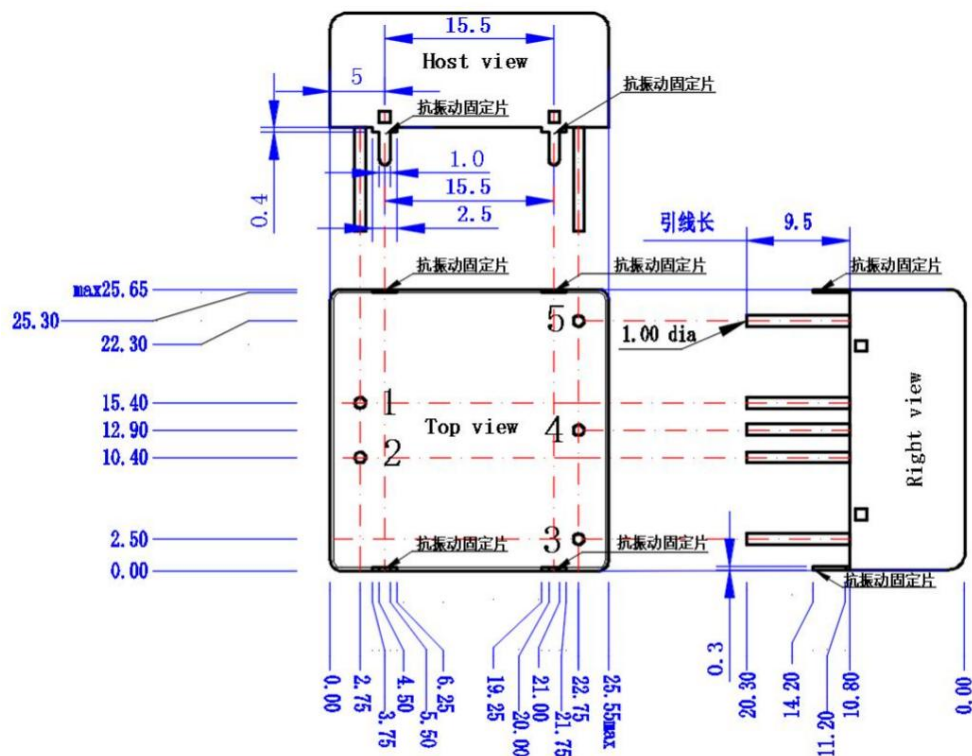 15.5
Host view
5
抗振动固定片
抗振动固定片
1.0
15.5
0.4
2.5
引线长
9.5
抗振动固定片
抗振动固定片
抗振动固定片
max25.65
25.30
5
22.30
1.00 dia
15.40
1
12.90
Top view
4
10.40
2
Right view
2.50
3
抗振动固定片
抗振动固定片
0.00
抗振动固定片
0.3
0.00
2.75
3.75
4.50
5.50
6.25
19.25
20.00
21.00
21.75
22.75
25.55max
20.30
14.20
11.20
10.80
0.00